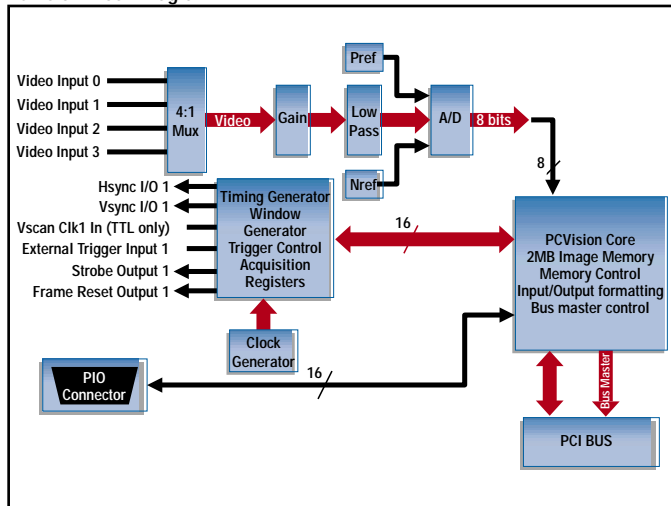 Video Input 0
Video Input 1
Video Input 2
Video Input 3
4:1
Mux
Video
Gain
Low
Pass
Pref
Nref
A/D
8 bits
8
Hsync I/O 1
Vsync I/O 1
Vscan Clk1 In (TTL only)
External Trigger Input 1
Strobe Output 1
Frame Reset Output 1
Timing Generator
Window
Generator
Trigger Control
Acquisition
Registers
16
PCVision Core
2MB Image Memory
Memory Control
Input/Output formatting
Bus master control
Clock
Generator
PIO
Connector
16
Bus Master
PCI BUS